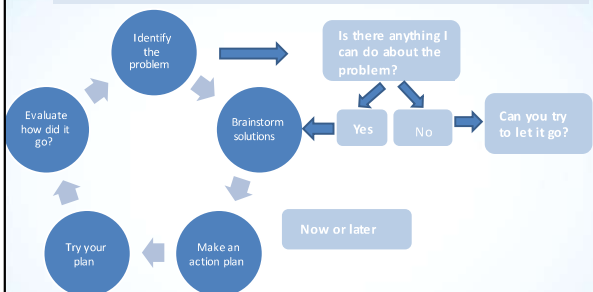 Identify
the
problem
Is there anything I
can do about the
problem?
Evaluate
how did it
go?
Brainstorm
solutions
Yes
No
Can you try
to let it go?
Now or later
Try your
plan
Make an
action plan